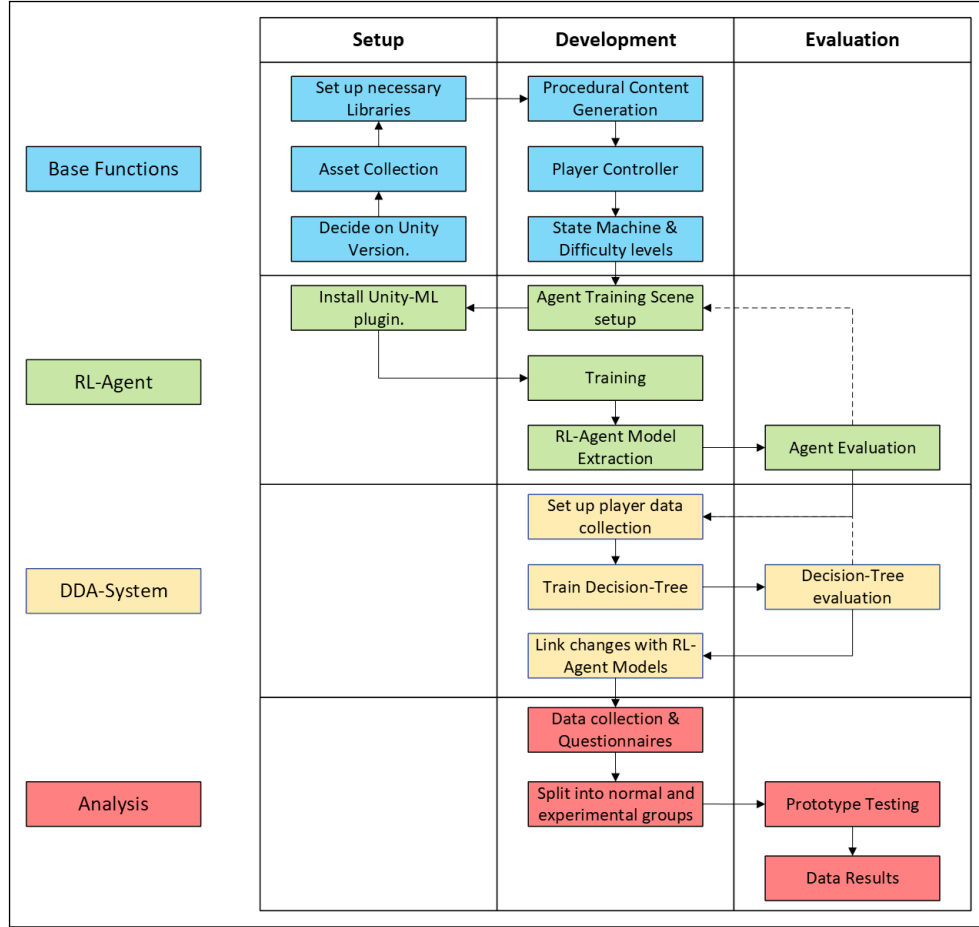 Setup
Development
Evaluation
Base Functions
Set up necessary
Libraries
Procedural Content
Generation
Asset Collection
Player Controller
Decide on Unity
Version.
State Machine &
Difficulty levels
RL-Agent
Install Unity-ML
plugin.
Agent Training Scene
setup
Training
RL-Agent Model
Extraction
Agent Evaluation
DDA-System
Set up player data
collection
Train Decision-Tree
Decision-Tree
evaluation
Link changes with RL-
Agent Models
Analysis
Data collection &
Questionnaires
Split into normal and
experimental groups
Prototype Testing
Data Results